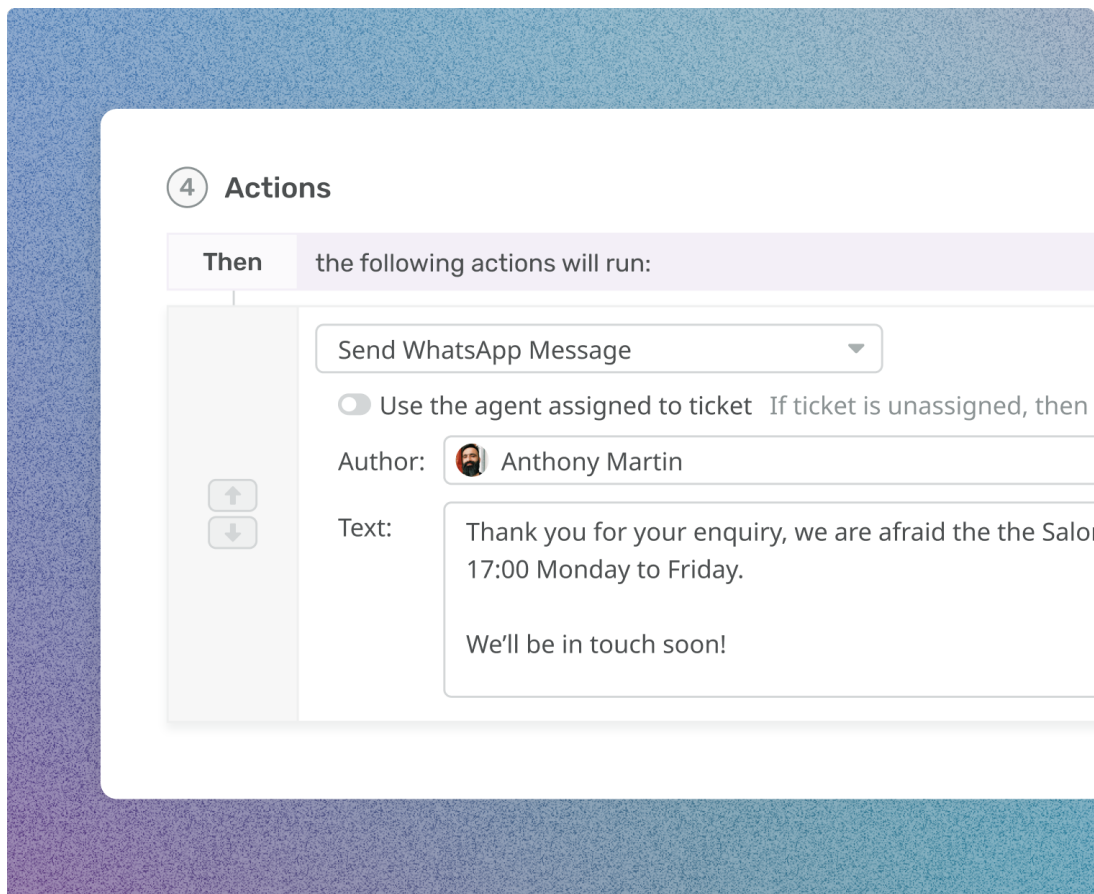 4 Actions
Then the following actions will run:
Send WhatsApp Message
Use the agent assigned to ticket If ticket is unassigned, then
Author: Anthony Martin
Text: Thank you for your enquiry, we are afraid the the
17:00 Monday to Friday.
We’ll be in touch soon!